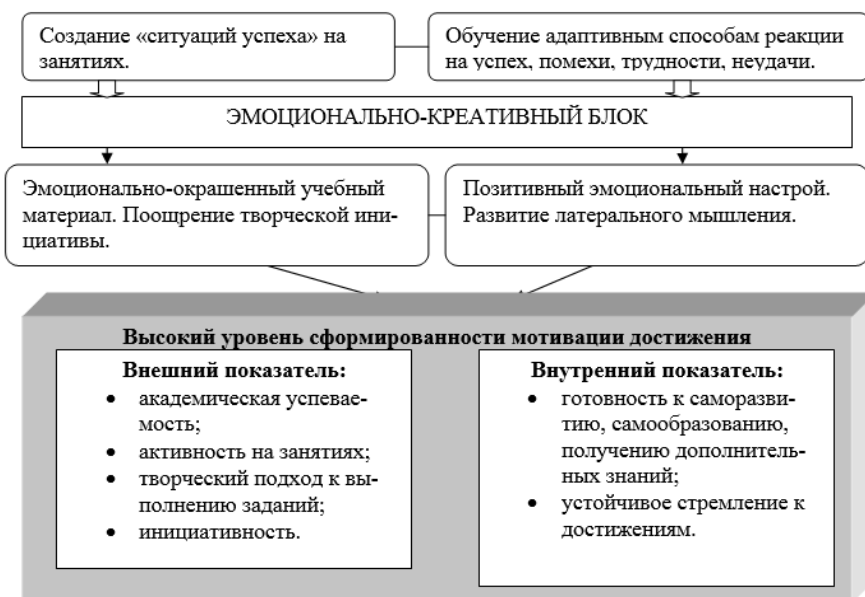 Создание «ситуаций успеха» на
занятиях.
Обучение адаптивным способам реакции
на успех, помехи, трудности, неудачи.
ЭМОЦИОНАЛЬНО-КРЕАТИВНЫЙ БЛОК
Эмоционально-окрашенный учебный
материал. Поощрение творческой ини-
циативы.
Позитивный эмоциональный настрой.
Развитие латерального мышления.
Высокий уровень сформированности мотивации достижения
Внешний показатель:
• академическая успевае-
мость;
• активность на занятиях;
• творческий подход к вы-
полнению заданий;
• инициативность.
Внутренний показатель:
• готовность к саморазви-
тию, самообразованию,
получению дополнитель-
ных знаний;
• устойчивое стремление к
достижениям.